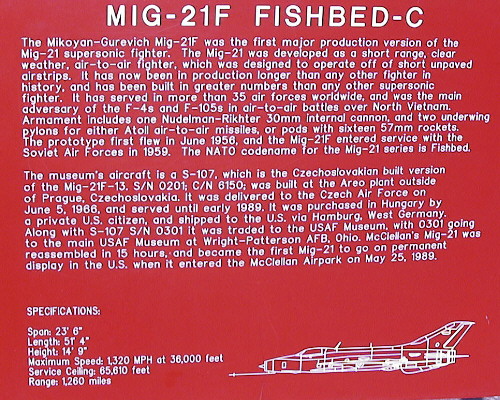 MIG-21F FISHBED-C
The Mikoyan-Gurevich Mig-21F was the first major production version of the
Mig-21 supersonic fighter. The Mig-21 was developed as a short range, clear
weather, air-to-air fighter, which was designed to operate off of short unpaved
airstrips. It has now been in production longer than any other fighter in
history, and has been built in greater numbers than any other supersonic
fighter. It has served in more than 35 air forces worldwide, and was the main
adversary of the F-4s and F-105s in air-to-air battles over North Vietnam.
Armament includes one Nudelman-Rikhter 30mm internal cannon, and two underwing
pylons for either Atoll air-to-air missiles, or pods with sixteen 57mm rockets.
The prototype first flew in June 1956, and the Mig-21F entered service with the
Soviet Air Forces in 1959. The NATO codename for the Mig-21 series is Fishbed.
The museum's aircraft is a S-107, which is the Czechoslovakian built version
of the Mig-21F-13. S/N 0201; C/N 6150; was built at the Areo plant outside
of Prague, Czechoslovakia. It was delivered to the Czech Air Force on
June 5, 1966, and served until early 1989. It was purchased in Hungary by
a private U.S. citizen, and shipped to the U.S. via Hamburg, West Germany.
Along with S-107 S/N 0301 it was traded to the USAF Museum, with 0301 going
to the main USAF Museum at Wright-Patterson AFB, Ohio. McClellan's Mig-21 was
reassembled in 15 hours, and became the first Mig-21 to go on permanent
display in the U.S. when it entered the McClellan Airpark on May 25, 1989.
SPECIFICATIONS:
Span: 23' 6"
Length: 51' 4"
Height: 14' 9"
Maximum Speed: 1,320 MPH at 36,000 feet
Service Ceiling: 65,610 feet
Range: 1,260 miles